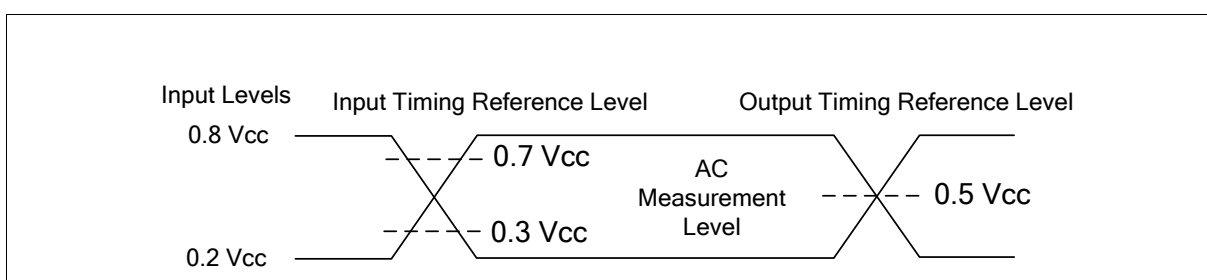 Input Levels
Input Timing Reference Level
Output Timing Reference Level
0.8 Vcc
0.7 Vcc
AC
Measurement
Level
0.5 Vcc
0.3 Vcc
0.2 Vcc